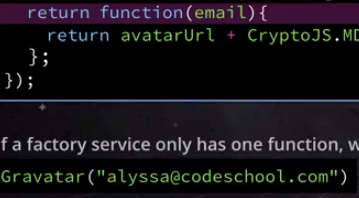 return function(email){
return avatarUrl + CryptoJS.MD
};
});
f a factory service only has one function, w
Gravatar("alyssa@codeschool.com")